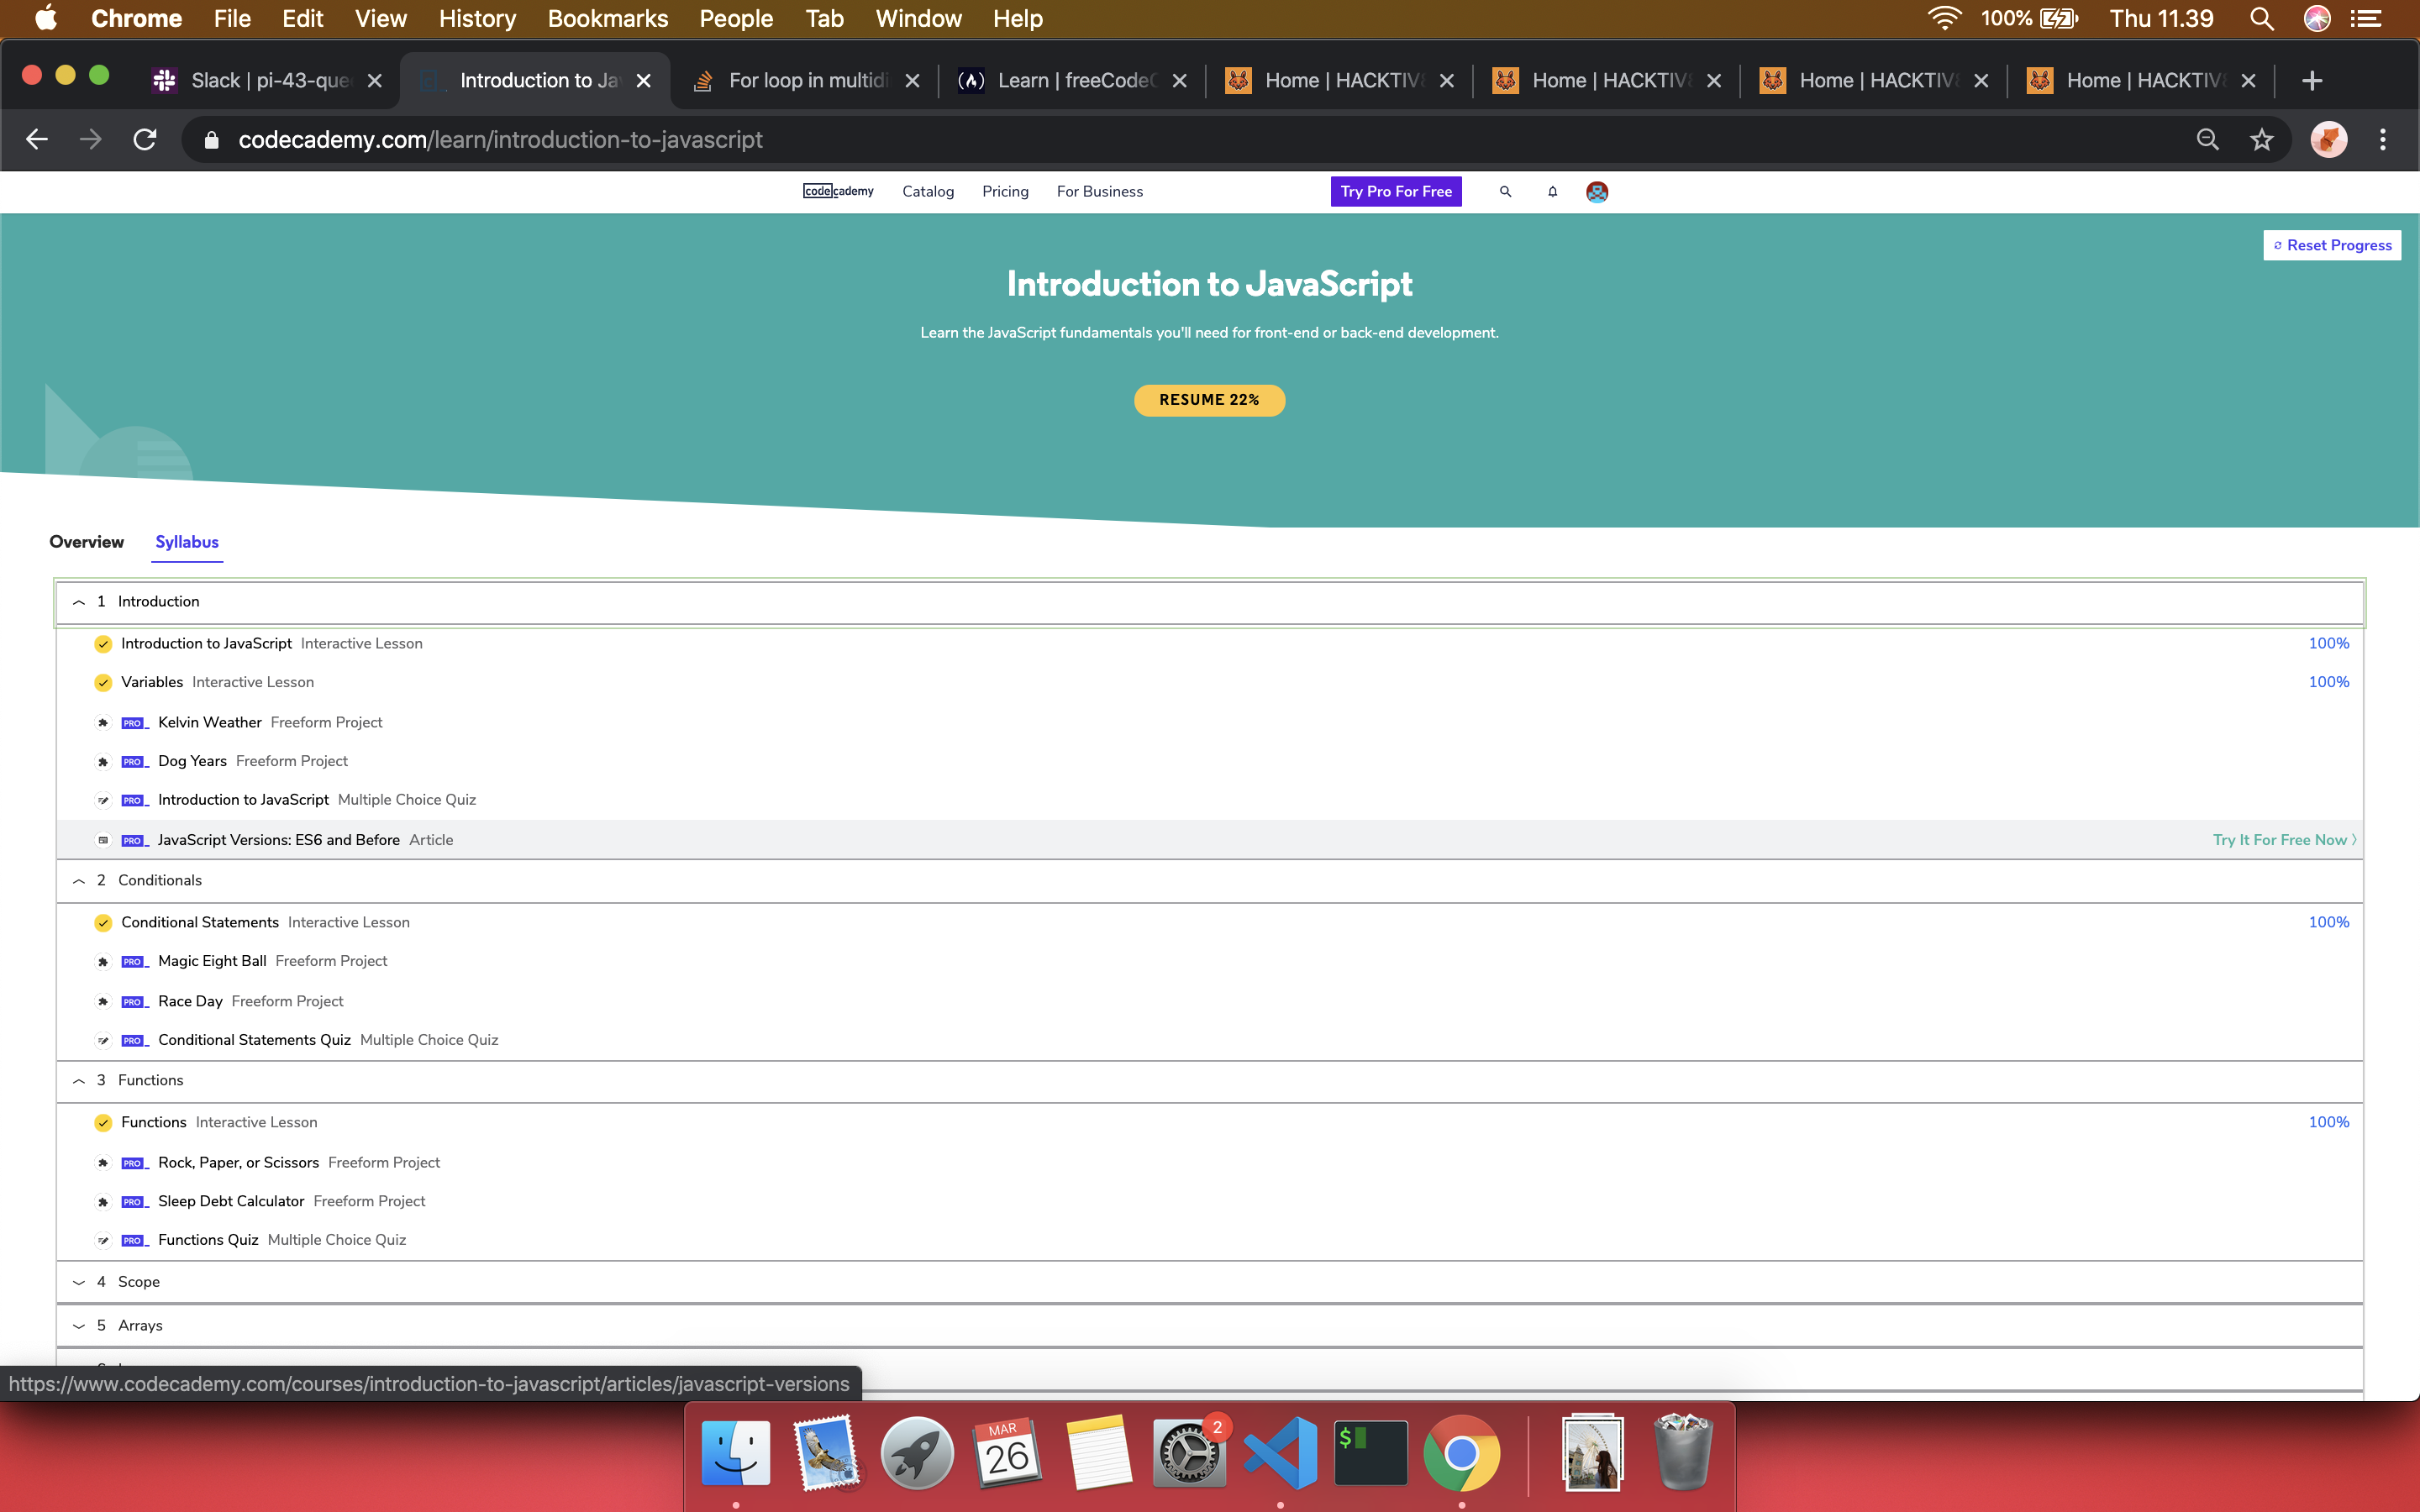 Chrome File Edit View History Bookmarks People Tab Window Help 100% Thu 11.39
Slack | pi-43-que Introduction to Ja For loop in multidi Learn | freeCodeC Home | HACKTIV8 Home | HACKTIV8 Home | HACKTIV8 Home | HACKTIV8
codecademy.com/learn/introduction-to-javascript
codecademy Catalog Pricing For Business Try Pro For Free
Reset Progress
Introduction to JavaScript
Learn the JavaScript fundamentals you'll need for front-end or back-end development.
RESUME 22%
Overview Syllabus
1 Introduction
Introduction to JavaScript Interactive Lesson 100%
Variables Interactive Lesson 100%
PRO Kelvin Weather Freeform Project
PRO Dog Years Freeform Project
PRO Introduction to JavaScript Multiple Choice Quiz
PRO JavaScript Versions: ES6 and Before Article Try It For Free Now
2 Conditionals
Conditional Statements Interactive Lesson 100%
PRO Magic Eight Ball Freeform Project
PRO Race Day Freeform Project
PRO Conditional Statements Quiz Multiple Choice Quiz
3 Functions
Functions Interactive Lesson 100%
PRO Rock, Paper, or Scissors Freeform Project
PRO Sleep Debt Calculator Freeform Project
PRO Functions Quiz Multiple Choice Quiz
4 Scope
5 Arrays
https://www.codecademy.com/courses/introduction-to-javascript/articles/javascript-versions
MAR
26
2
$